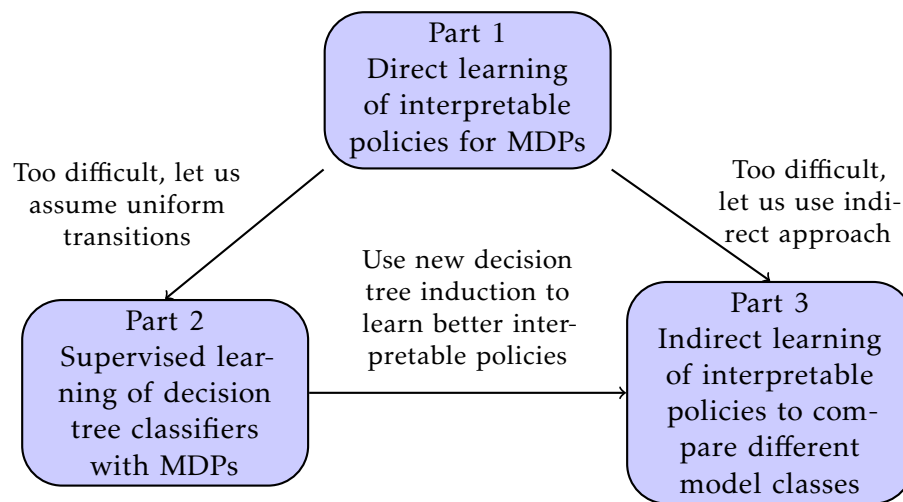 Part 1
Direct learning
of interpretable
policies for MDPs
Too difficult, let us
assume uniform
transitions
Too difficult,
let us use indi-
rect approach
Use new decision
tree induction to
learn better inter-
pretable policies
Part 2
Supervised lear-
ning of decision
tree classifiers
with MDPs
Part 3
Indirect learning
of interpretable
policies to com-
pare different
model classes